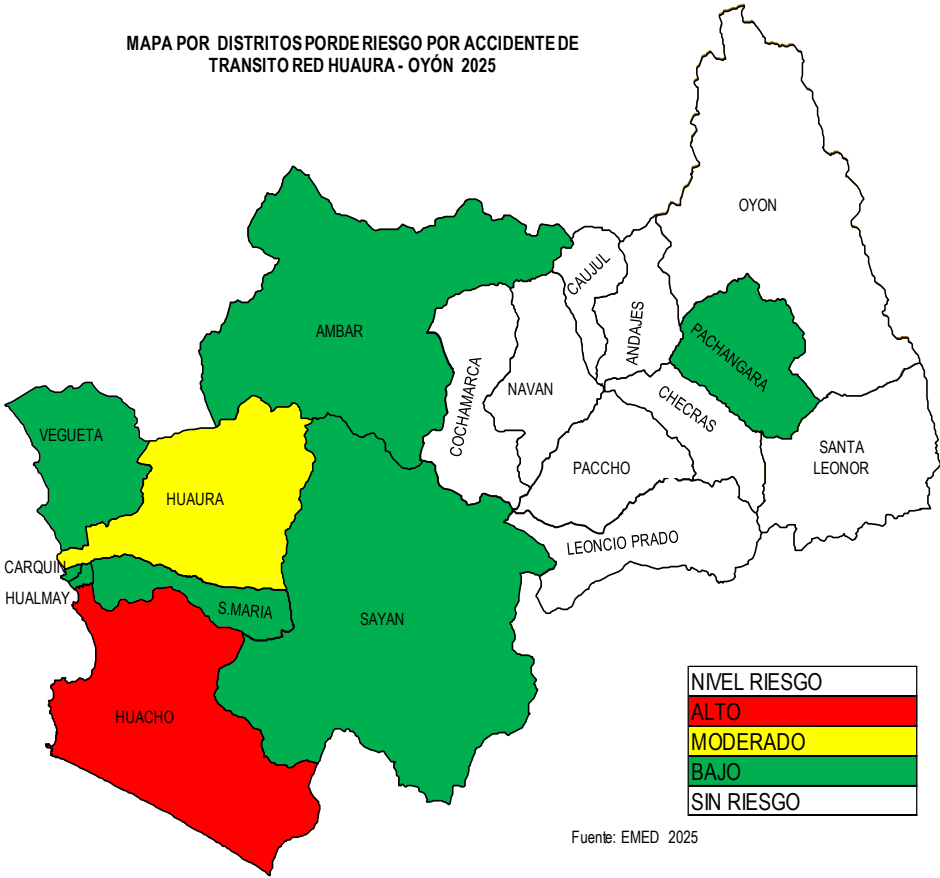 MAPA POR DISTRITOS PORDE RIESGO POR ACCIDENTE DE
TRANSITO RED HUAURA - OYÓN 2025
OYON
CAUJUL
ANDAJES
AMBAR
PACHANGARA
COCHAMARCA
NAVAN
CHECRAS
VEGUETA
SANTA
LEONOR
PACCHO
HUAURA
LEONCIO PRADO
CARQUIN
HUALMAY
S.MARIA
SAYAN
HUACHO
NIVEL RIESGO
ALTO
MODERADO
BAJO
SIN RIESGO
Fuente: EMED 2025